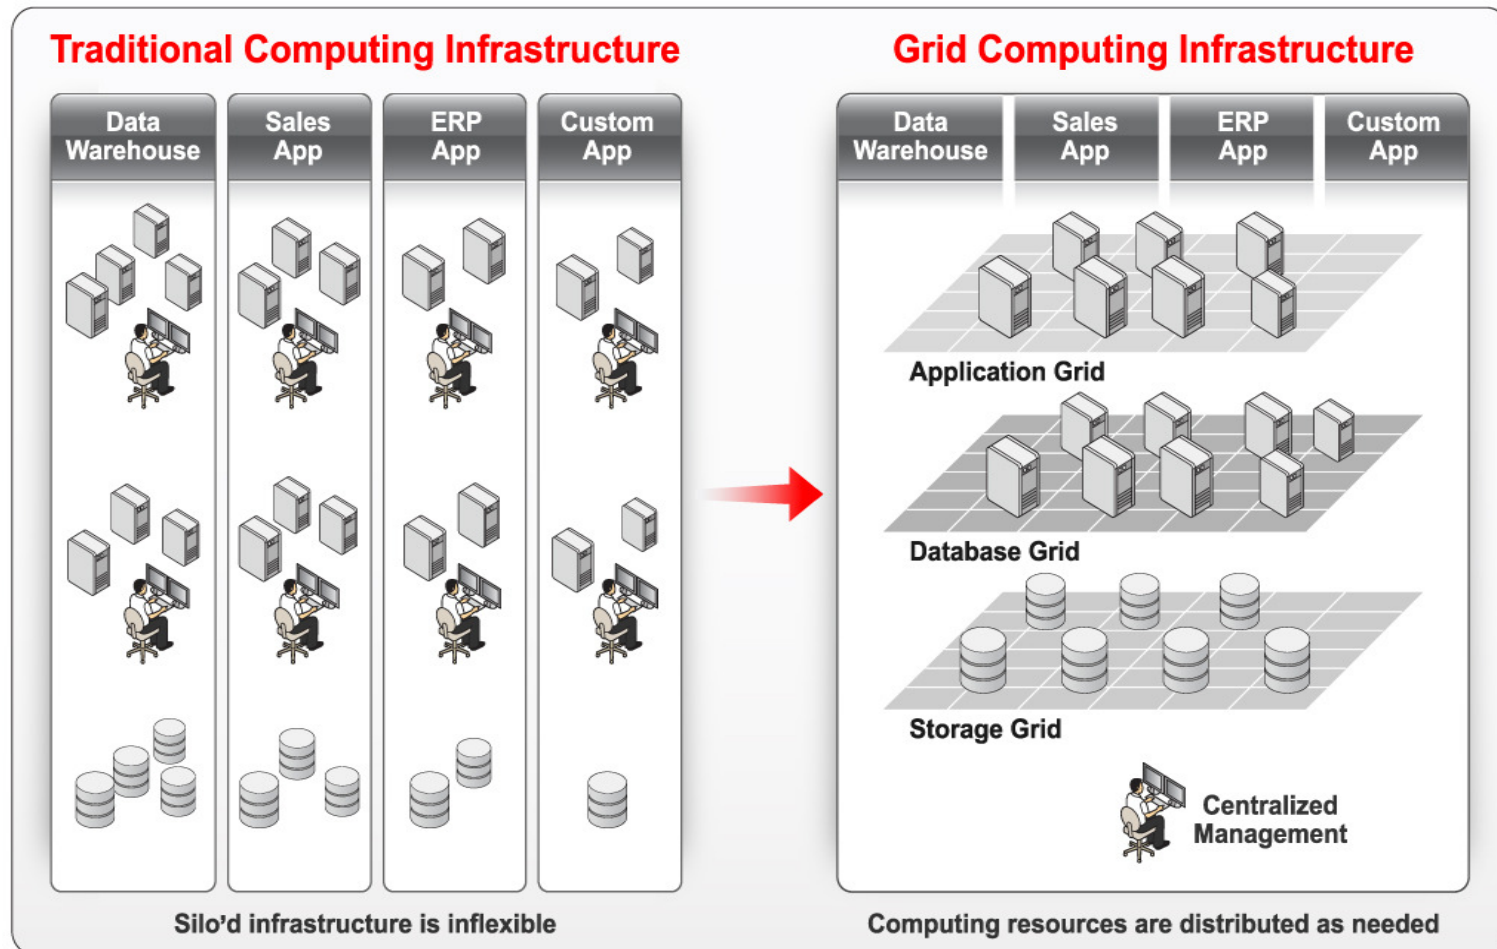 Traditional Computing Infrastructure
Data
Warehouse
Sales
App
ERP
App
Custom
App
Silo’d infrastructure is inflexible
Grid Computing Infrastructure
Data
Warehouse
Sales
App
ERP
App
Custom
App
Application Grid
Database Grid
Storage Grid
Centralized
Management
Computing resources are distributed as needed